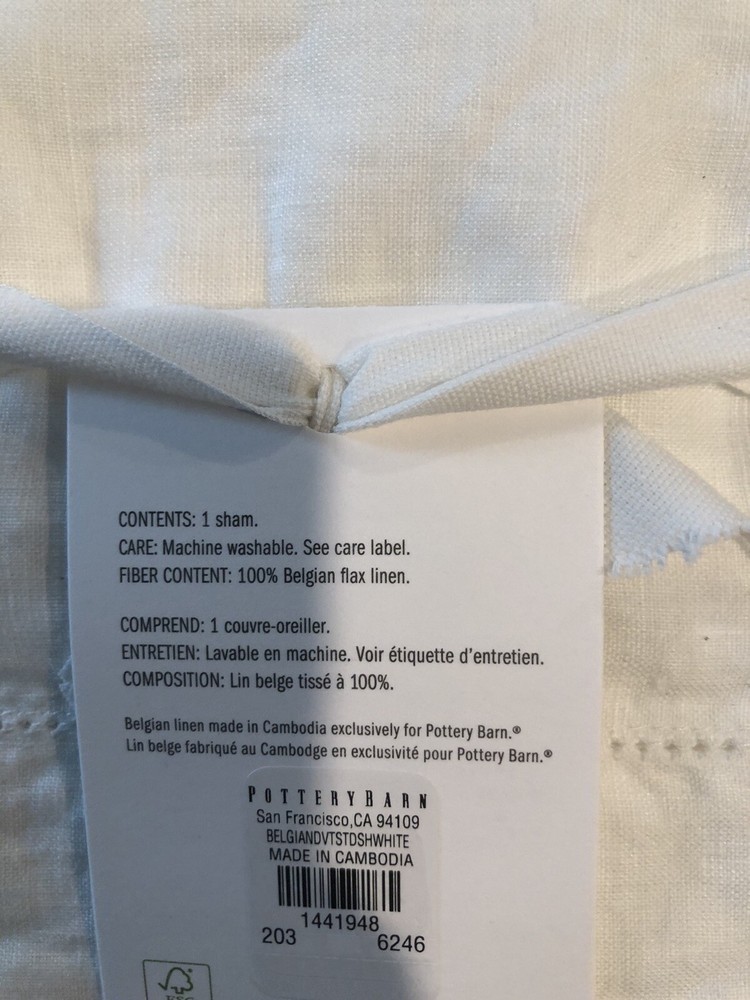 CONTENTS: 1 sham.
CARE: Machine washable. See care label.
FIBER CONTENT: 100% Belgian flax linen.
COMPREND: 1 couvre-oreiller.
ENTRETIEN: Lavable en machine. Voir étiquette d'entretien.
COMPOSITION: Lin belge tissé à 100%.
Belgian linen made in Cambodia exclusively for Pottery Barn.®
Lin belge fabriqué au Cambodge en exclusivité pour Pottery Barn.®
POTTERY BARN
San Francisco,CA 94109
BELGIANDVTSTDSHWHITE
MADE IN CAMBODIA
1441948
203 6246
FSC